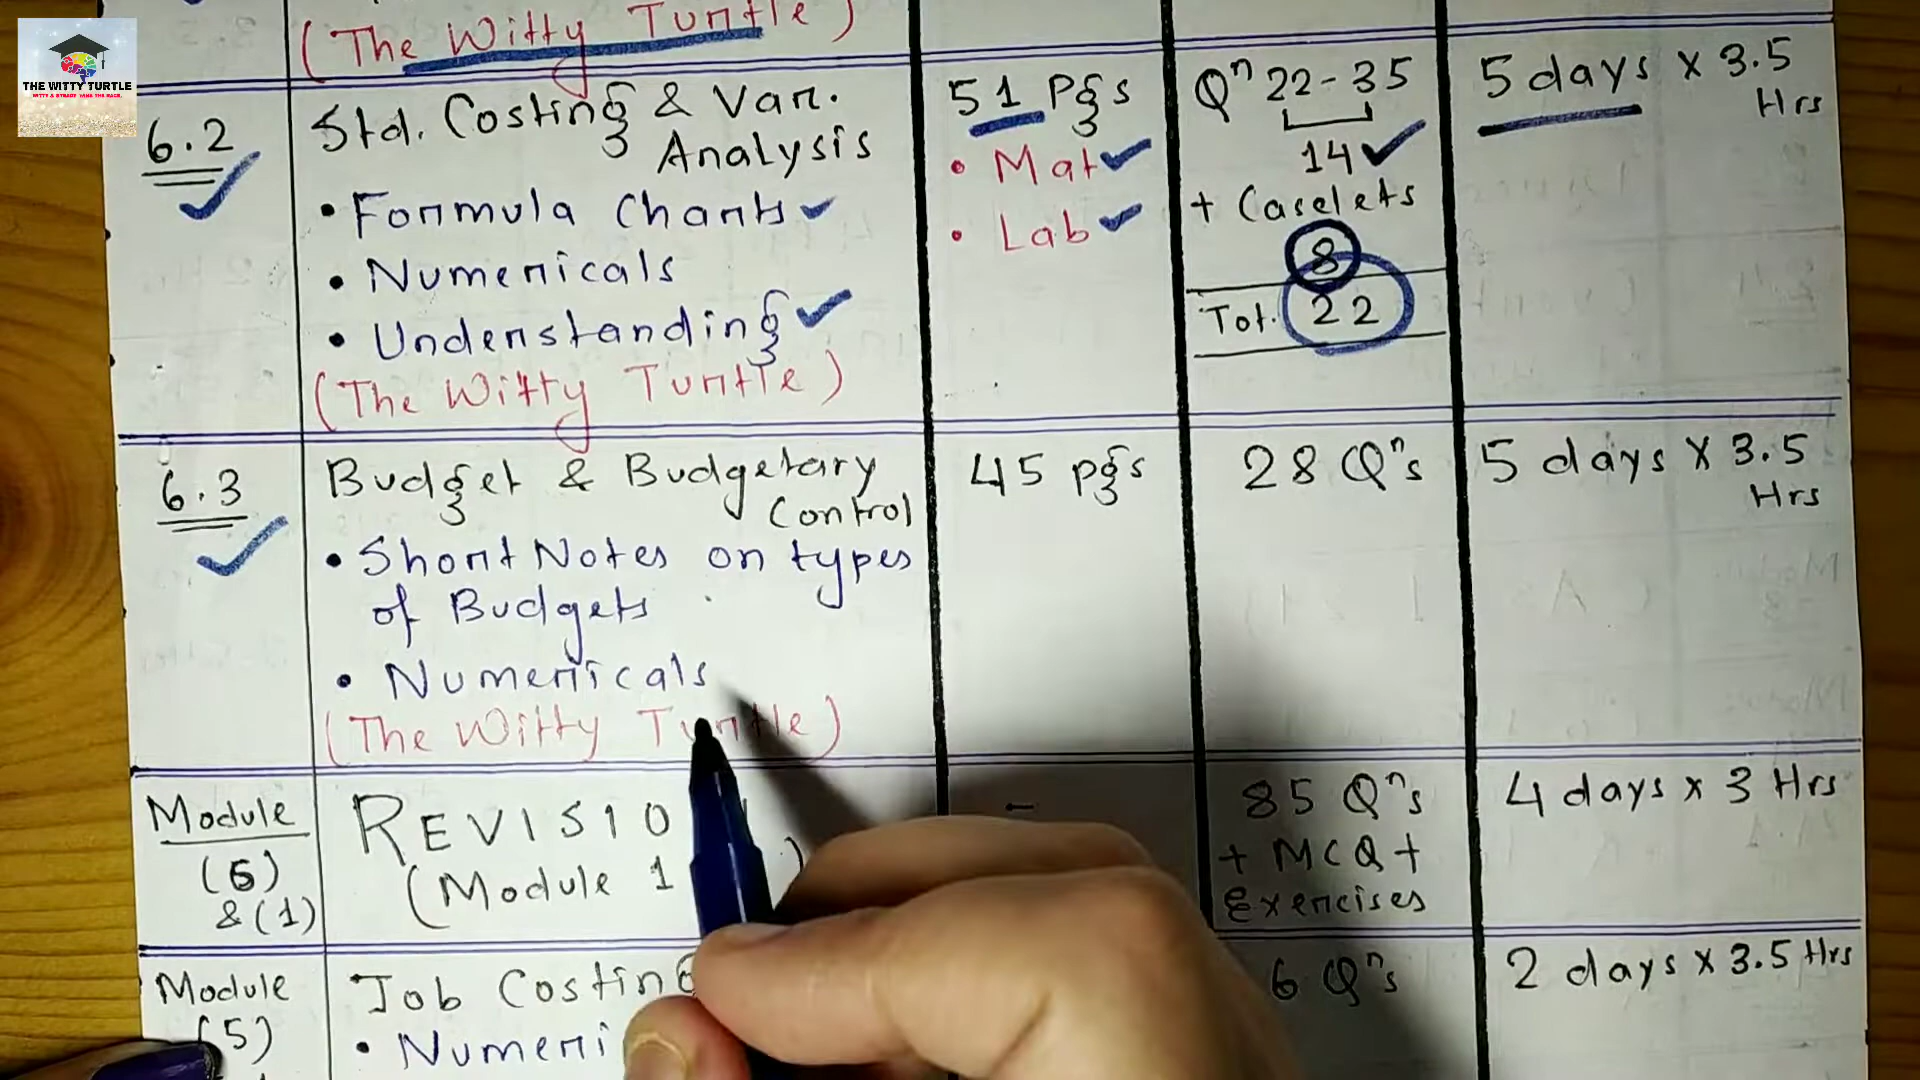 (The Witty Turtle)
THE WITTY TURTLE
6.2
Std. Costing & Var.
Analysis
• Formula Charts
• Numericals
• Understanding
(The Witty Turtle)
51 Pgs
• Mat
• Lab
Qn 22-35
14
+ Caselets
8
Tot. 22
5 days x 3.5
Hrs
6.3
Budget & Budgetary
Control
• Short Notes on types
of Budgets
• Numericals
(The Witty Turtle)
45 pgs
28 Qns
5 days x 3.5
Hrs
Module
(6)
& (1)
REVISIO
(Module 1 )
-
85 Qns
+ MCQ +
Exercises
4 days x 3 Hrs
Module
(5)
Job Costing
• Numeri
6 Qns
2 days x 3.5 Hrs